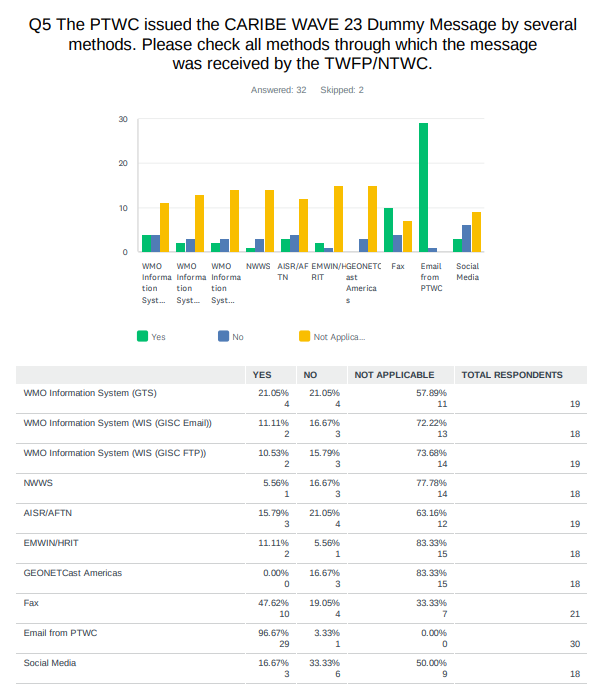 Q5 The PTWC issued the CARIBE WAVE 23 Dummy Message by several
methods. Please check all methods through which the message
was received by the TWFP/NTWC.
Answered: 32 Skipped: 2
30
20
10
0
WMO Informa tion Syst...
WMO Informa tion Syst...
WMO Informa tion Syst...
NWWS
AISR/AF TN
EMWIN/H RIT
GEONETC ast America s
Fax
Email from PTWC
Social Media
Yes No Not Applica...
YES NO NOT APPLICABLE TOTAL RESPONDENTS
WMO Information System (GTS) 21.05% 21.05% 57.89%
4 4 11 19
WMO Information System (WIS (GISC Email)) 11.11% 16.67% 72.22%
2 3 13 18
WMO Information System (WIS (GISC FTP)) 10.53% 15.79% 73.68%
2 3 14 19
NWWS 5.56% 16.67% 77.78%
1 3 14 18
AISR/AFTN 15.79% 21.05% 63.16%
3 4 12 19
EMWIN/HRIT 11.11% 5.56% 83.33%
2 1 15 18
GEONETCast Americas 0.00% 16.67% 83.33%
0 3 15 18
Fax 47.62% 19.05% 33.33%
10 4 7 21
Email from PTWC 96.67% 3.33% 0.00%
29 1 0 30
Social Media 16.67% 33.33% 50.00%
3 6 9 18